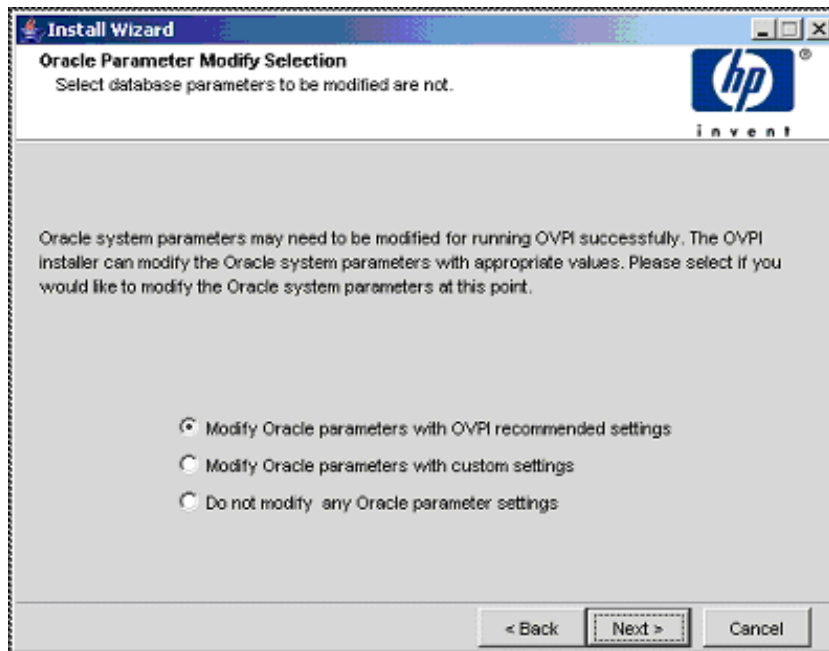 Install Wizard
Oracle Parameter Modify Selection
Select database parameters to be modified are not.
hp
®
invent
Oracle system parameters may need to be modified for running OVPI successfully. The OVPI
installer can modify the Oracle system parameters with appropriate values. Please select if you
would like to modify the Oracle system parameters at this point.
Modify Oracle parameters with OVPI recommended settings
Modify Oracle parameters with custom settings
Do not modify any Oracle parameter settings
< Back
Next >
Cancel